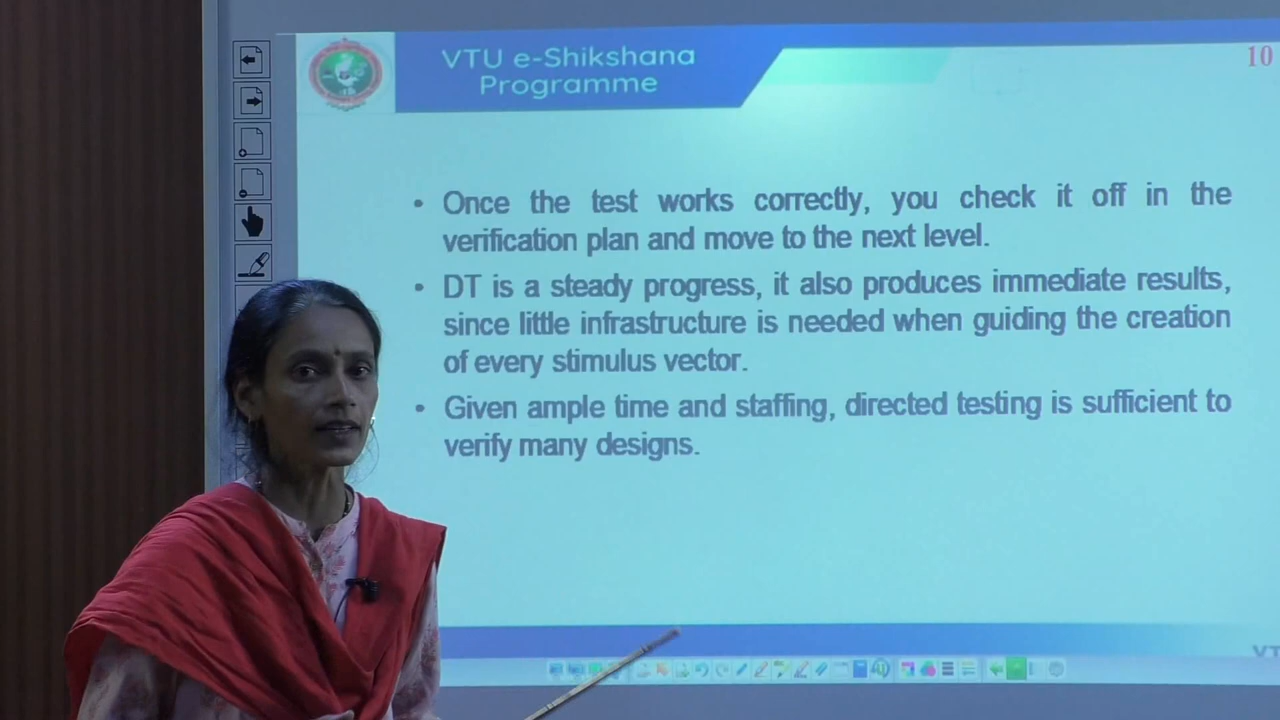 VTU e-Shikshana
Programme
10
• Once the test works correctly, you check it off in the
verification plan and move to the next level.
• DT is a steady progress, it also produces immediate results,
since little infrastructure is needed when guiding the creation
of every stimulus vector.
• Given ample time and staffing, directed testing is sufficient to
verify many designs.
VT